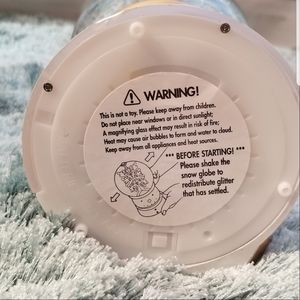 WARNING!
This is not a toy. Please keep away from children.
Do not place near windows or in direct sunlight;
A magnifying glass effect may result in risk of fire;
Heat may cause air bubbles to form and water to cloud.
Keep away from all appliances and heat sources.
*** BEFORE STARTING! ***
Please shake the
snow globe to
redistribute glitter
that has settled.